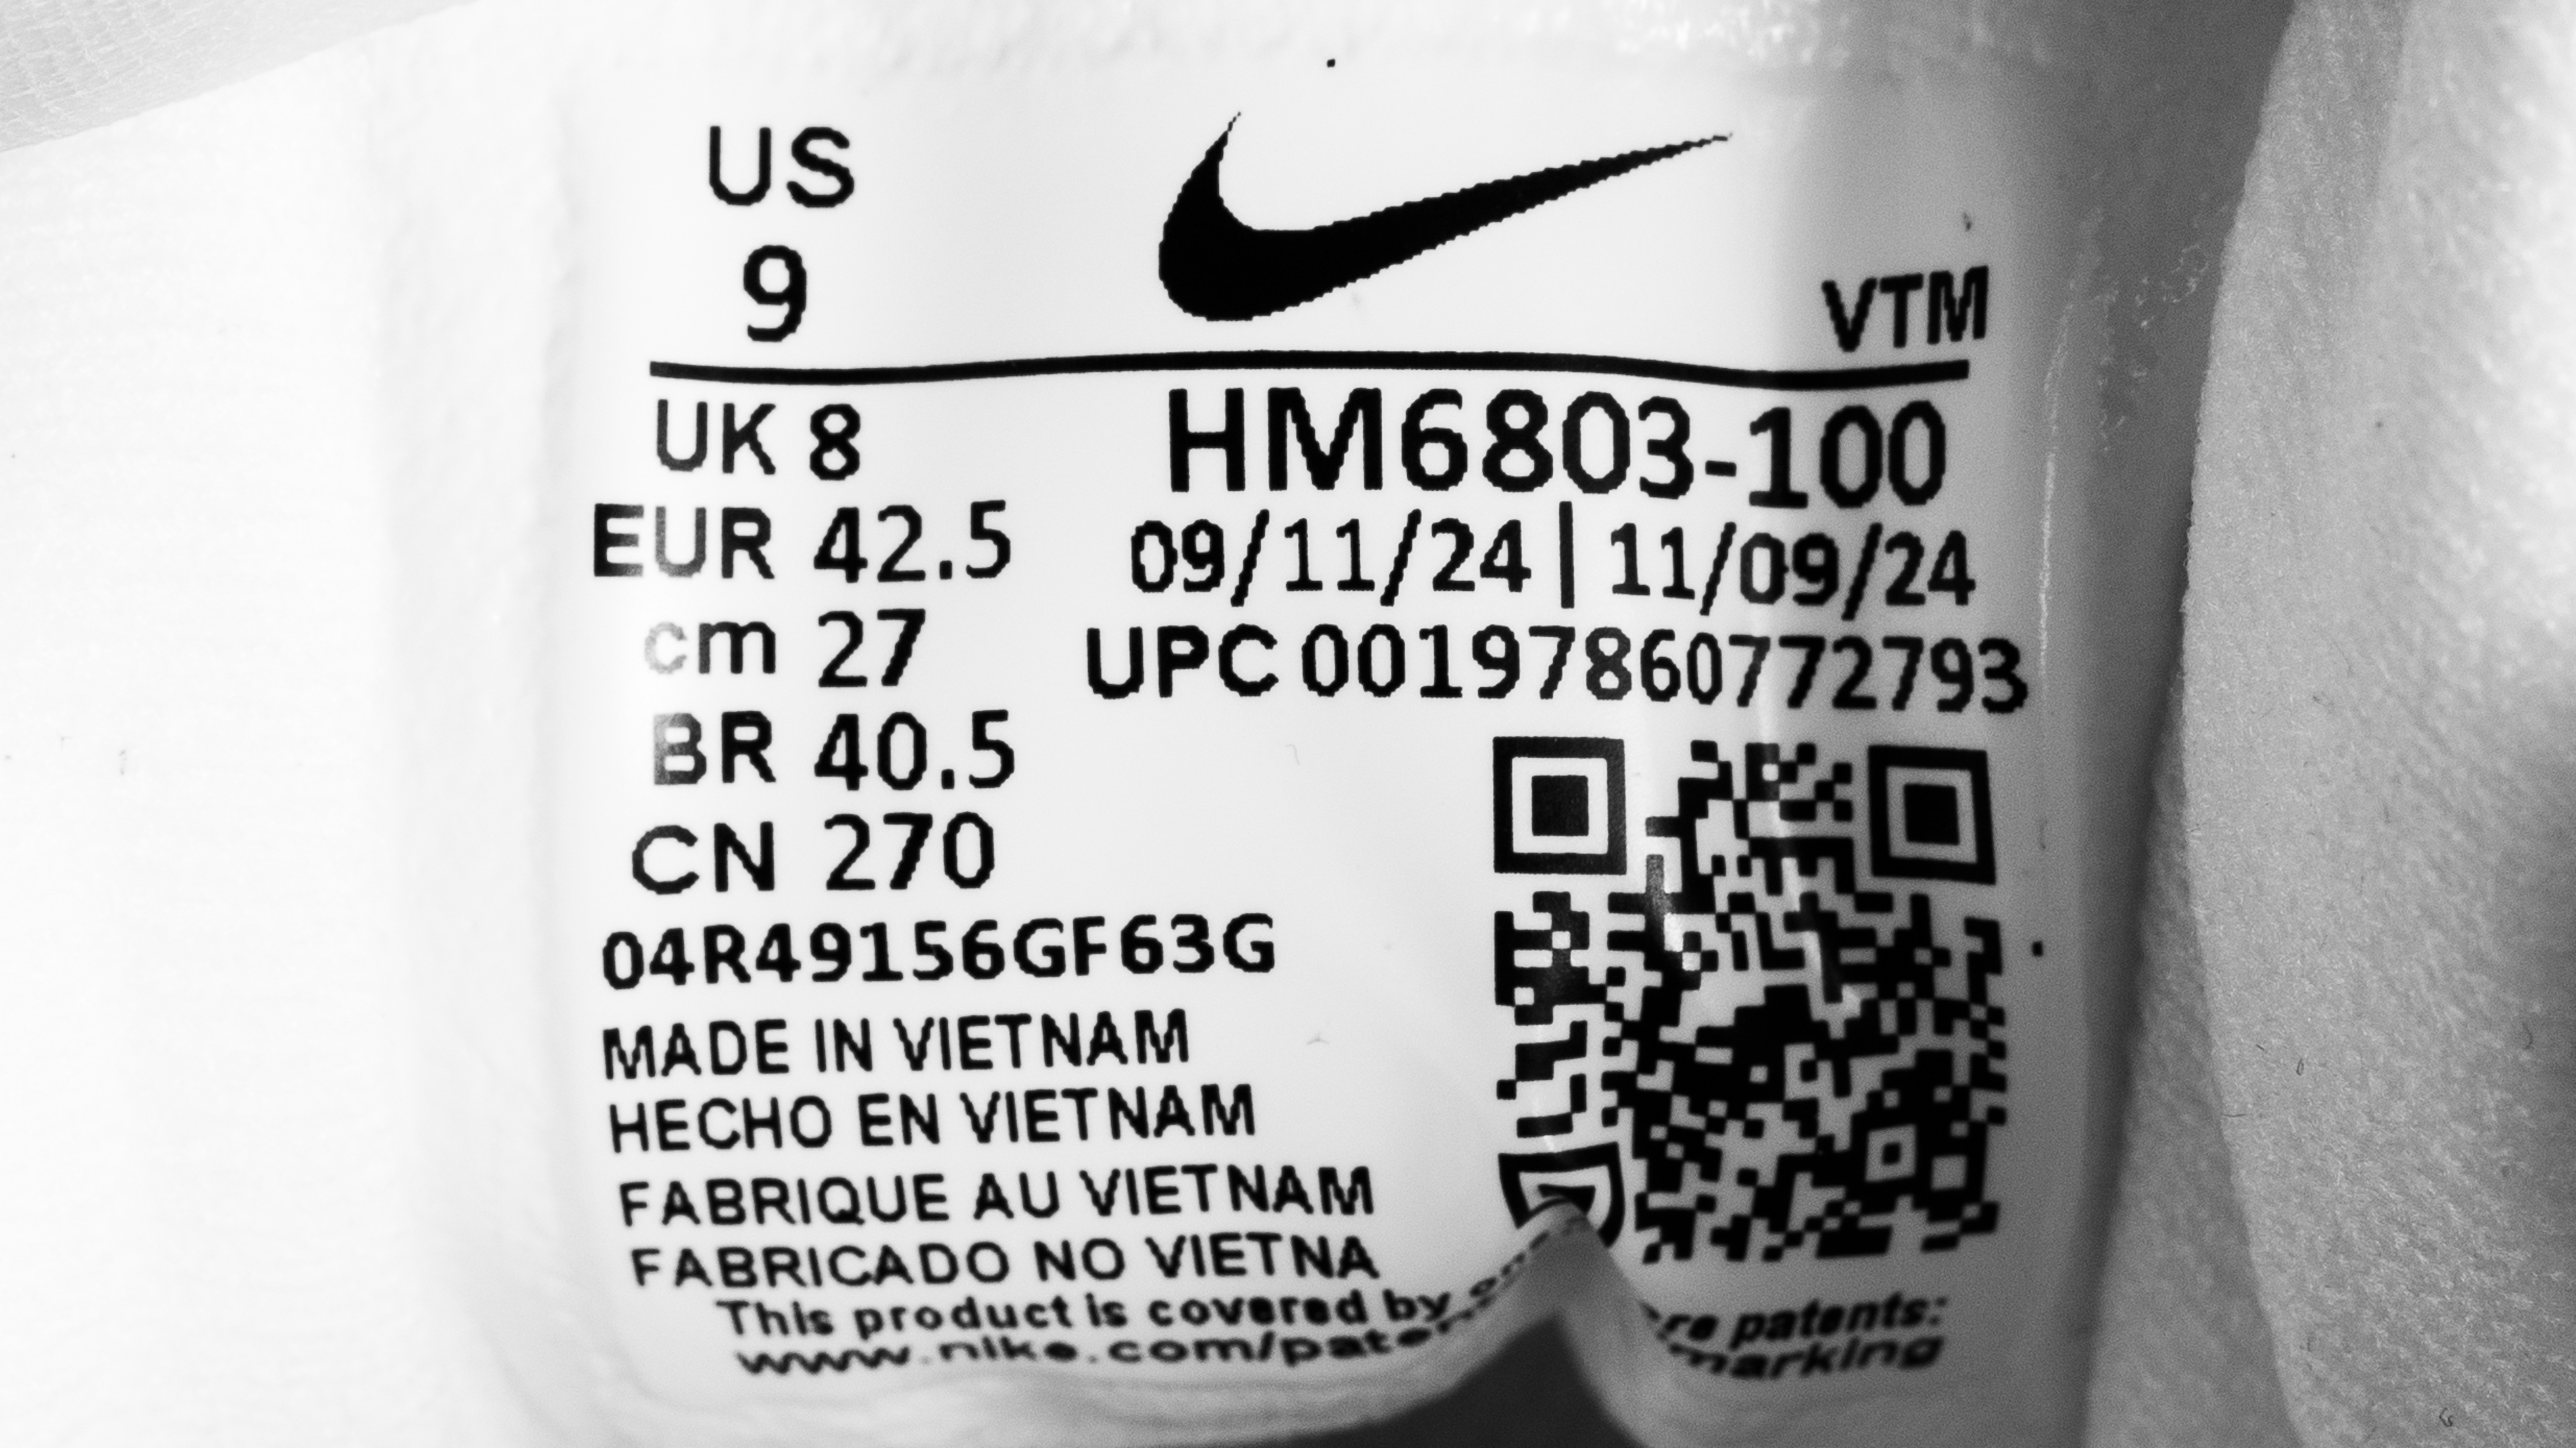 US
9
VTM
UK 8
EUR 42.5
cm 27
BR 40.5
CN 270
HM6803-100
09/11/24 | 11/09/24
UPC 00197860772793
04R49156GF63G
MADE IN VIETNAM
HECHO EN VIETNAM
FABRIQUE AU VIETNAM
FABRICADO NO VIETNA
This product is covered by patents:
www.nike.com/ marking